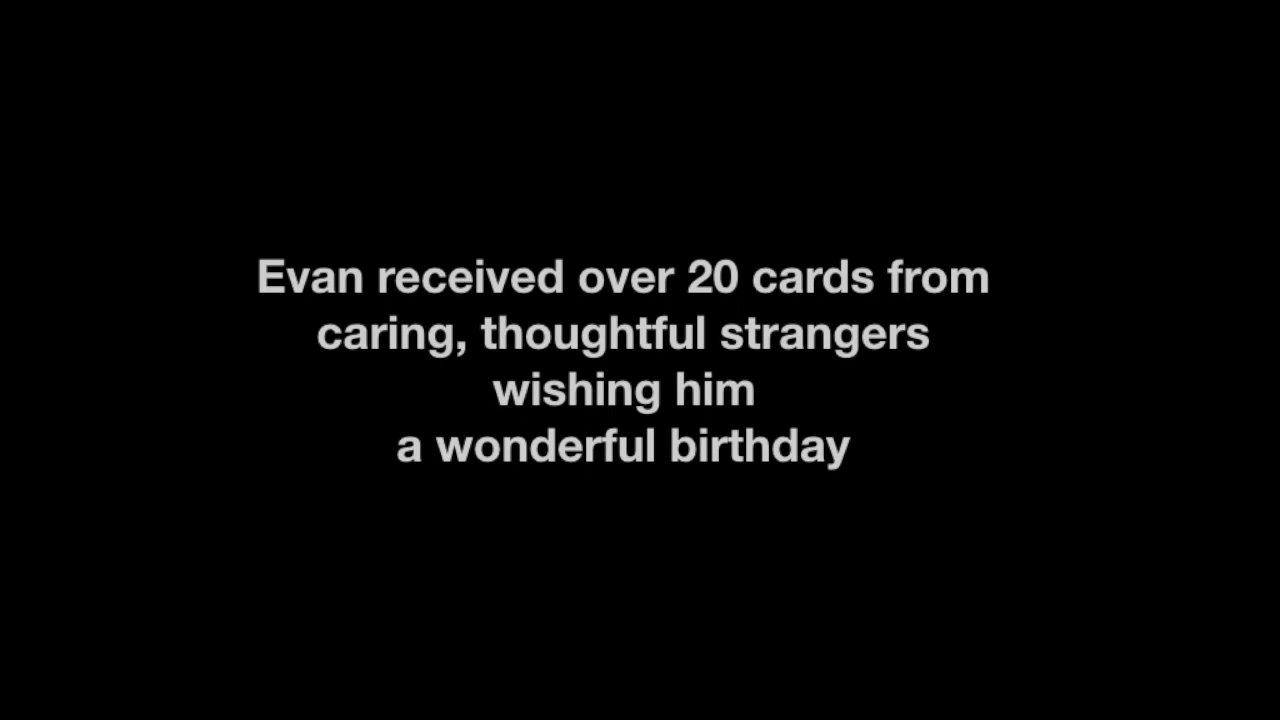 Evan received over 20 cards from
caring, thoughtful strangers
wishing him
a wonderful birthday